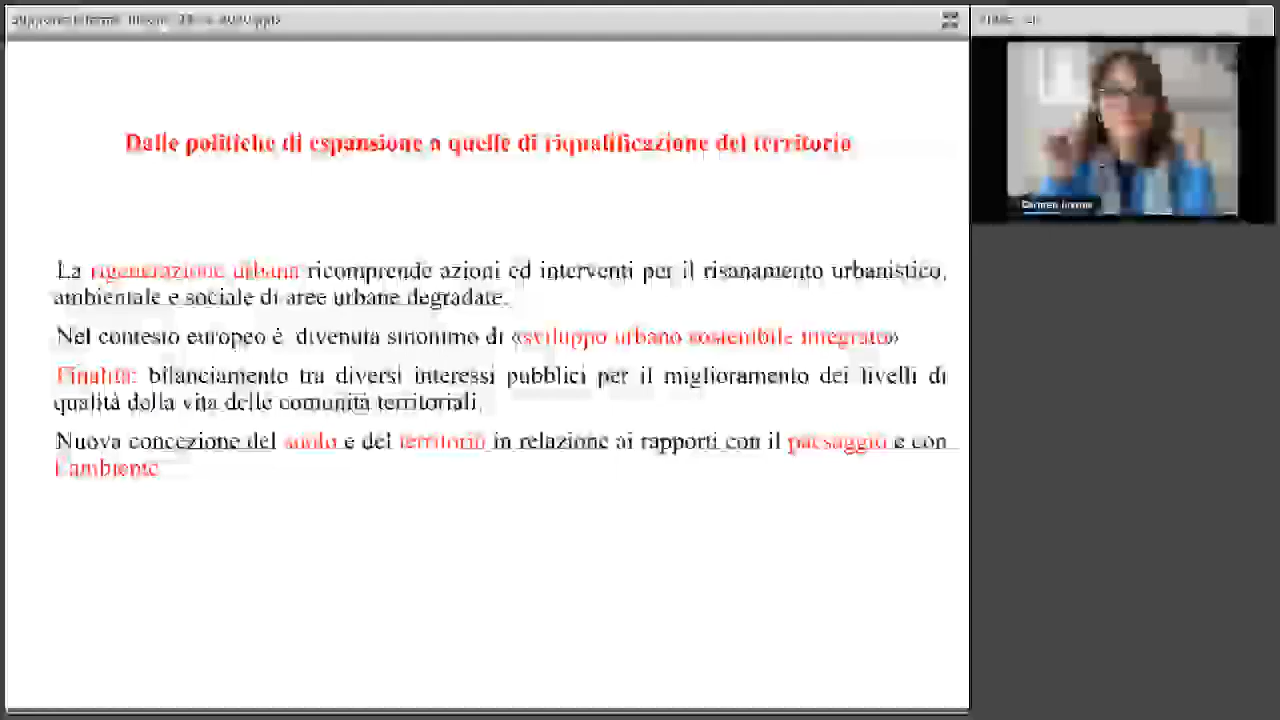 Dalle politiche di espansione a quelle di riqualificazione del territorio
La rigenerazione urbana ricomprende azioni ed interventi per il risanamento urbanistico,
ambientale e sociale di aree urbane degradate.
Nel contesto europeo è divenuta sinonimo di «sviluppo urbano sostenibile integrato»
Finalità: bilanciamento tra diversi interessi pubblici per il miglioramento dei livelli di
qualità della vita delle comunità territoriali.
Nuova concezione del suolo e del territorio in relazione ai rapporti con il paesaggio e con
l'ambiente
Carmen